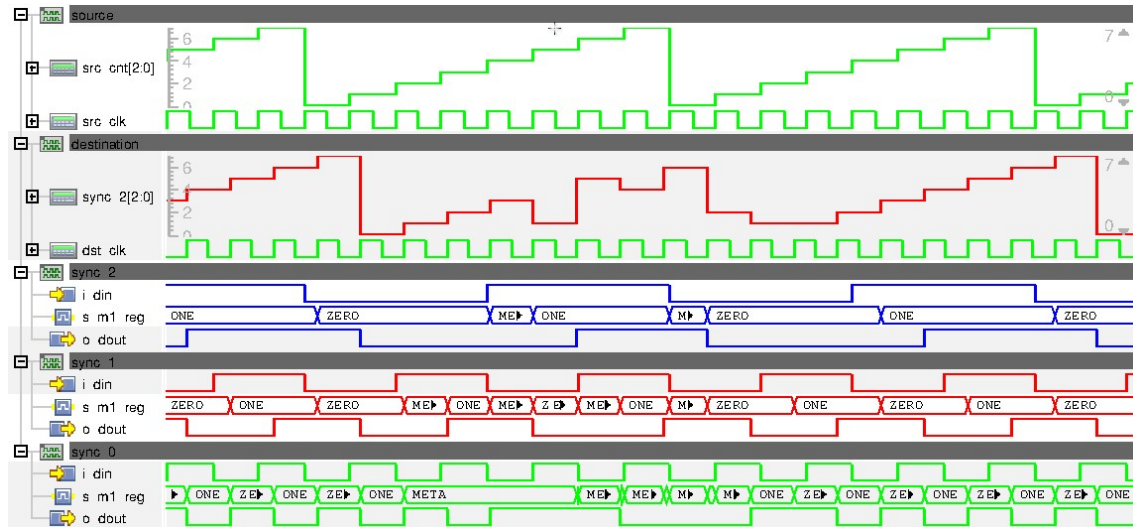 source
6
4
2
0
7
0
src cnt[2:0]
src clk
destination
6
4
2
0
7
0
sync 2[2:0]
dst clk
sync 2
i din
s m1 reg ONE ZERO ME ONE M ZERO ONE ZERO
o dout
sync 1
i din
s m1 reg ZERO ONE ZERO ME ONE ME ZE ME ONE M ZERO ONE ZERO ONE ZERO
o dout
sync 0
i din
s m1 reg ONE ZE ONE ZE ONE META ME ME M M ONE ZE ONE ZE ONE ZE ONE ZE ONE
o dout